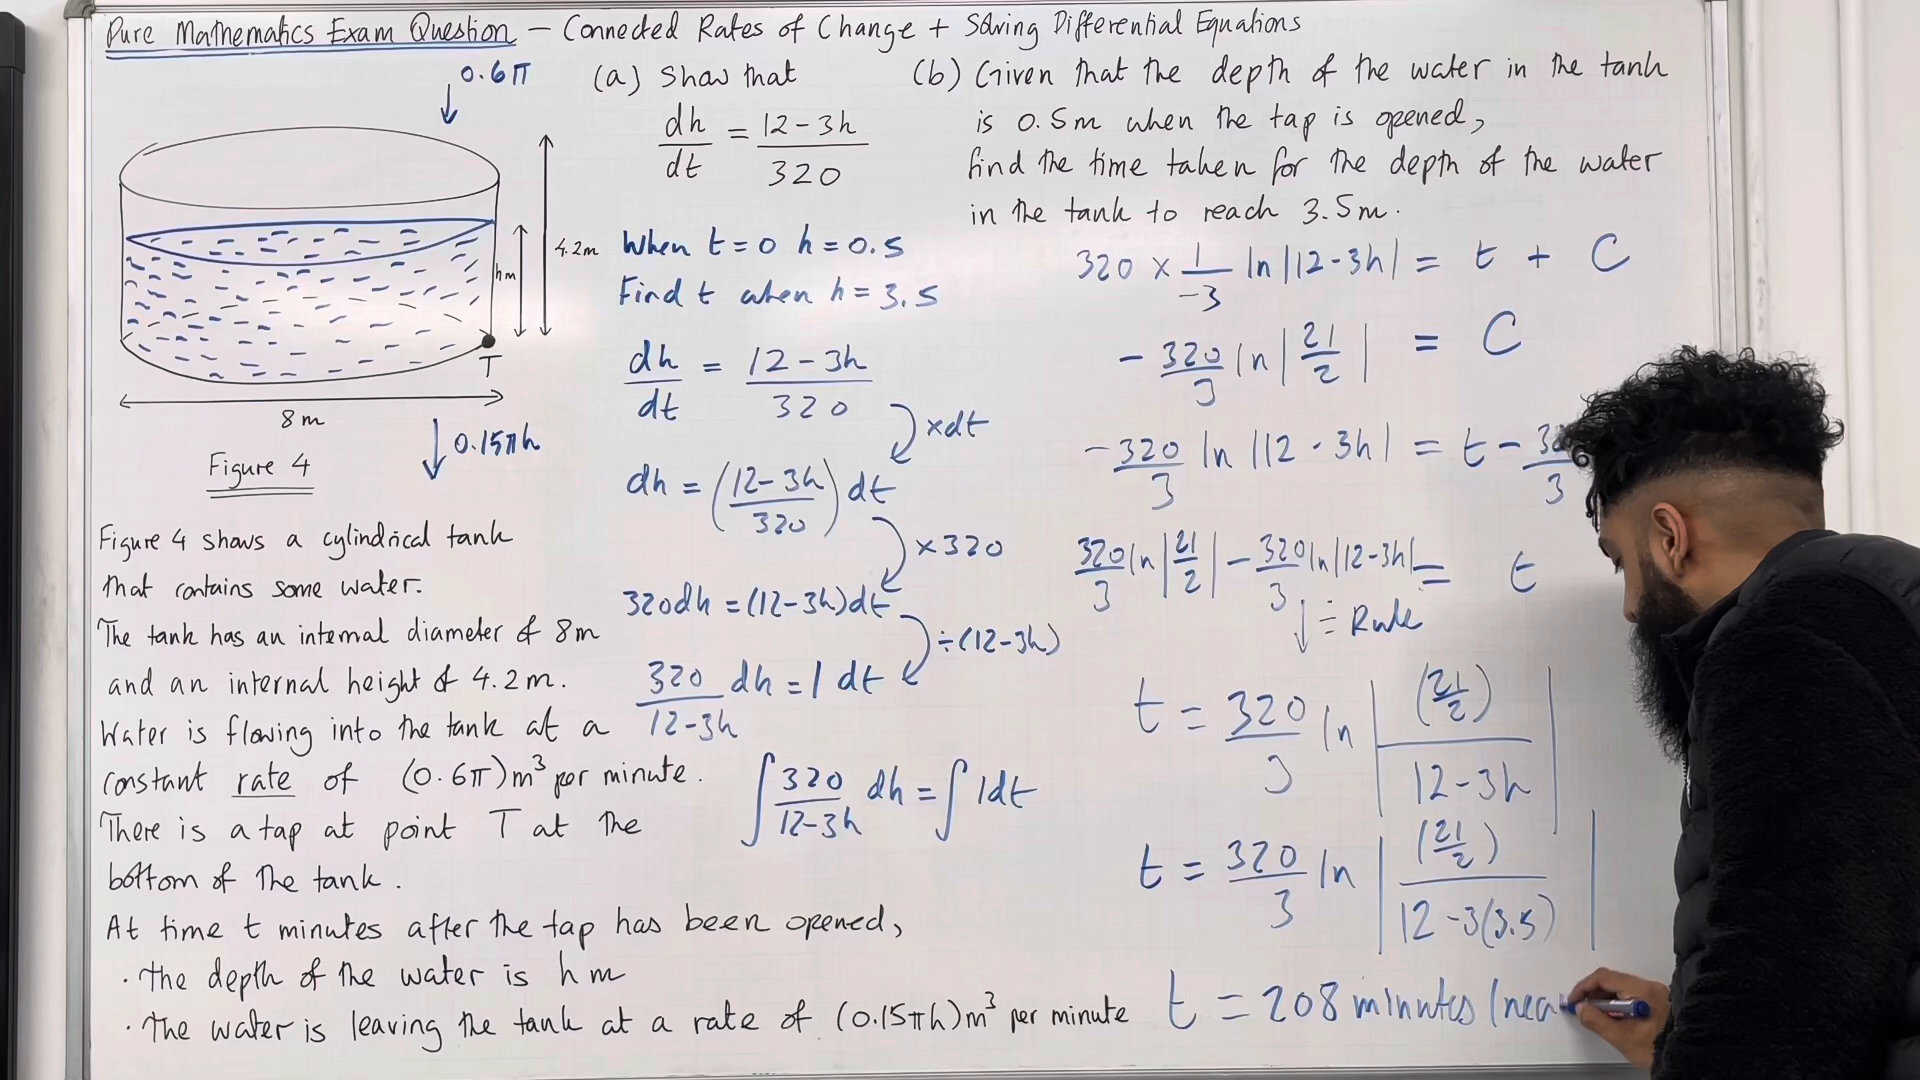 Pure Mathematics Exam Question – Connected Rates of Change + Solving Differential Equations
0.6π
4.2m
hm
T
8m
0.15πh
Figure 4
Figure 4 shows a cylindrical tank
that contains some water.
The tank has an internal diameter of 8m
and an internal height of 4.2m.
Water is flowing into the tank at a
constant rate of (0.6π)m³ per minute.
There is a tap at point T at the
bottom of the tank.
At time t minutes after the tap has been opened,
· the depth of the water is h m
· the water is leaving the tank at a rate of (0.15πh)m³ per minute
(a) Show that
dh/dt = (12-3h)/320
When t=0 h=0.5
Find t when h=3.5
dh/dt = (12-3h)/320
×dt
dh = ((12-3h)/320) dt
×320
320dh = (12-3h)dt
÷(12-3h)
320/(12-3h) dh = 1 dt
∫ 320/(12-3h) dh = ∫ 1dt
(b) Given that the depth of the water in the tank
is 0.5m when the tap is opened,
find the time taken for the depth of the water
in the tank to reach 3.5m.
320 × 1/-3 ln|12-3h| = t + C
-320/3 ln|21/2| = C
-320/3 ln|12-3h| = t - 3
3
320/3 ln|21/2| - 320/3 ln|12-3h| = t
↓ ÷ Rule
t = 320/3 ln|(21/2)/(12-3h)|
t = 320/3 ln|(21/2)/(12-3(3.5))|
t = 208 minutes (nea